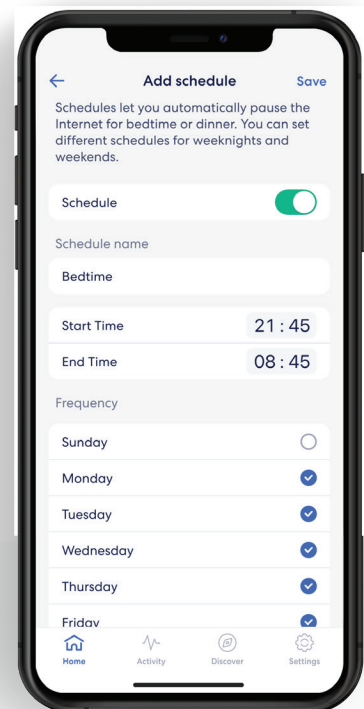 Add schedule
Save
Schedules let you automatically pause the
Internet for bedtime or dinner. You can set
different schedules for weeknights and
weekends.
Schedule
Schedule name
Bedtime
Start Time 21 : 45
End Time 08 : 45
Frequency
Sunday
Monday
Tuesday
Wednesday
Thursday
Friday
Home Activity Discover Settings